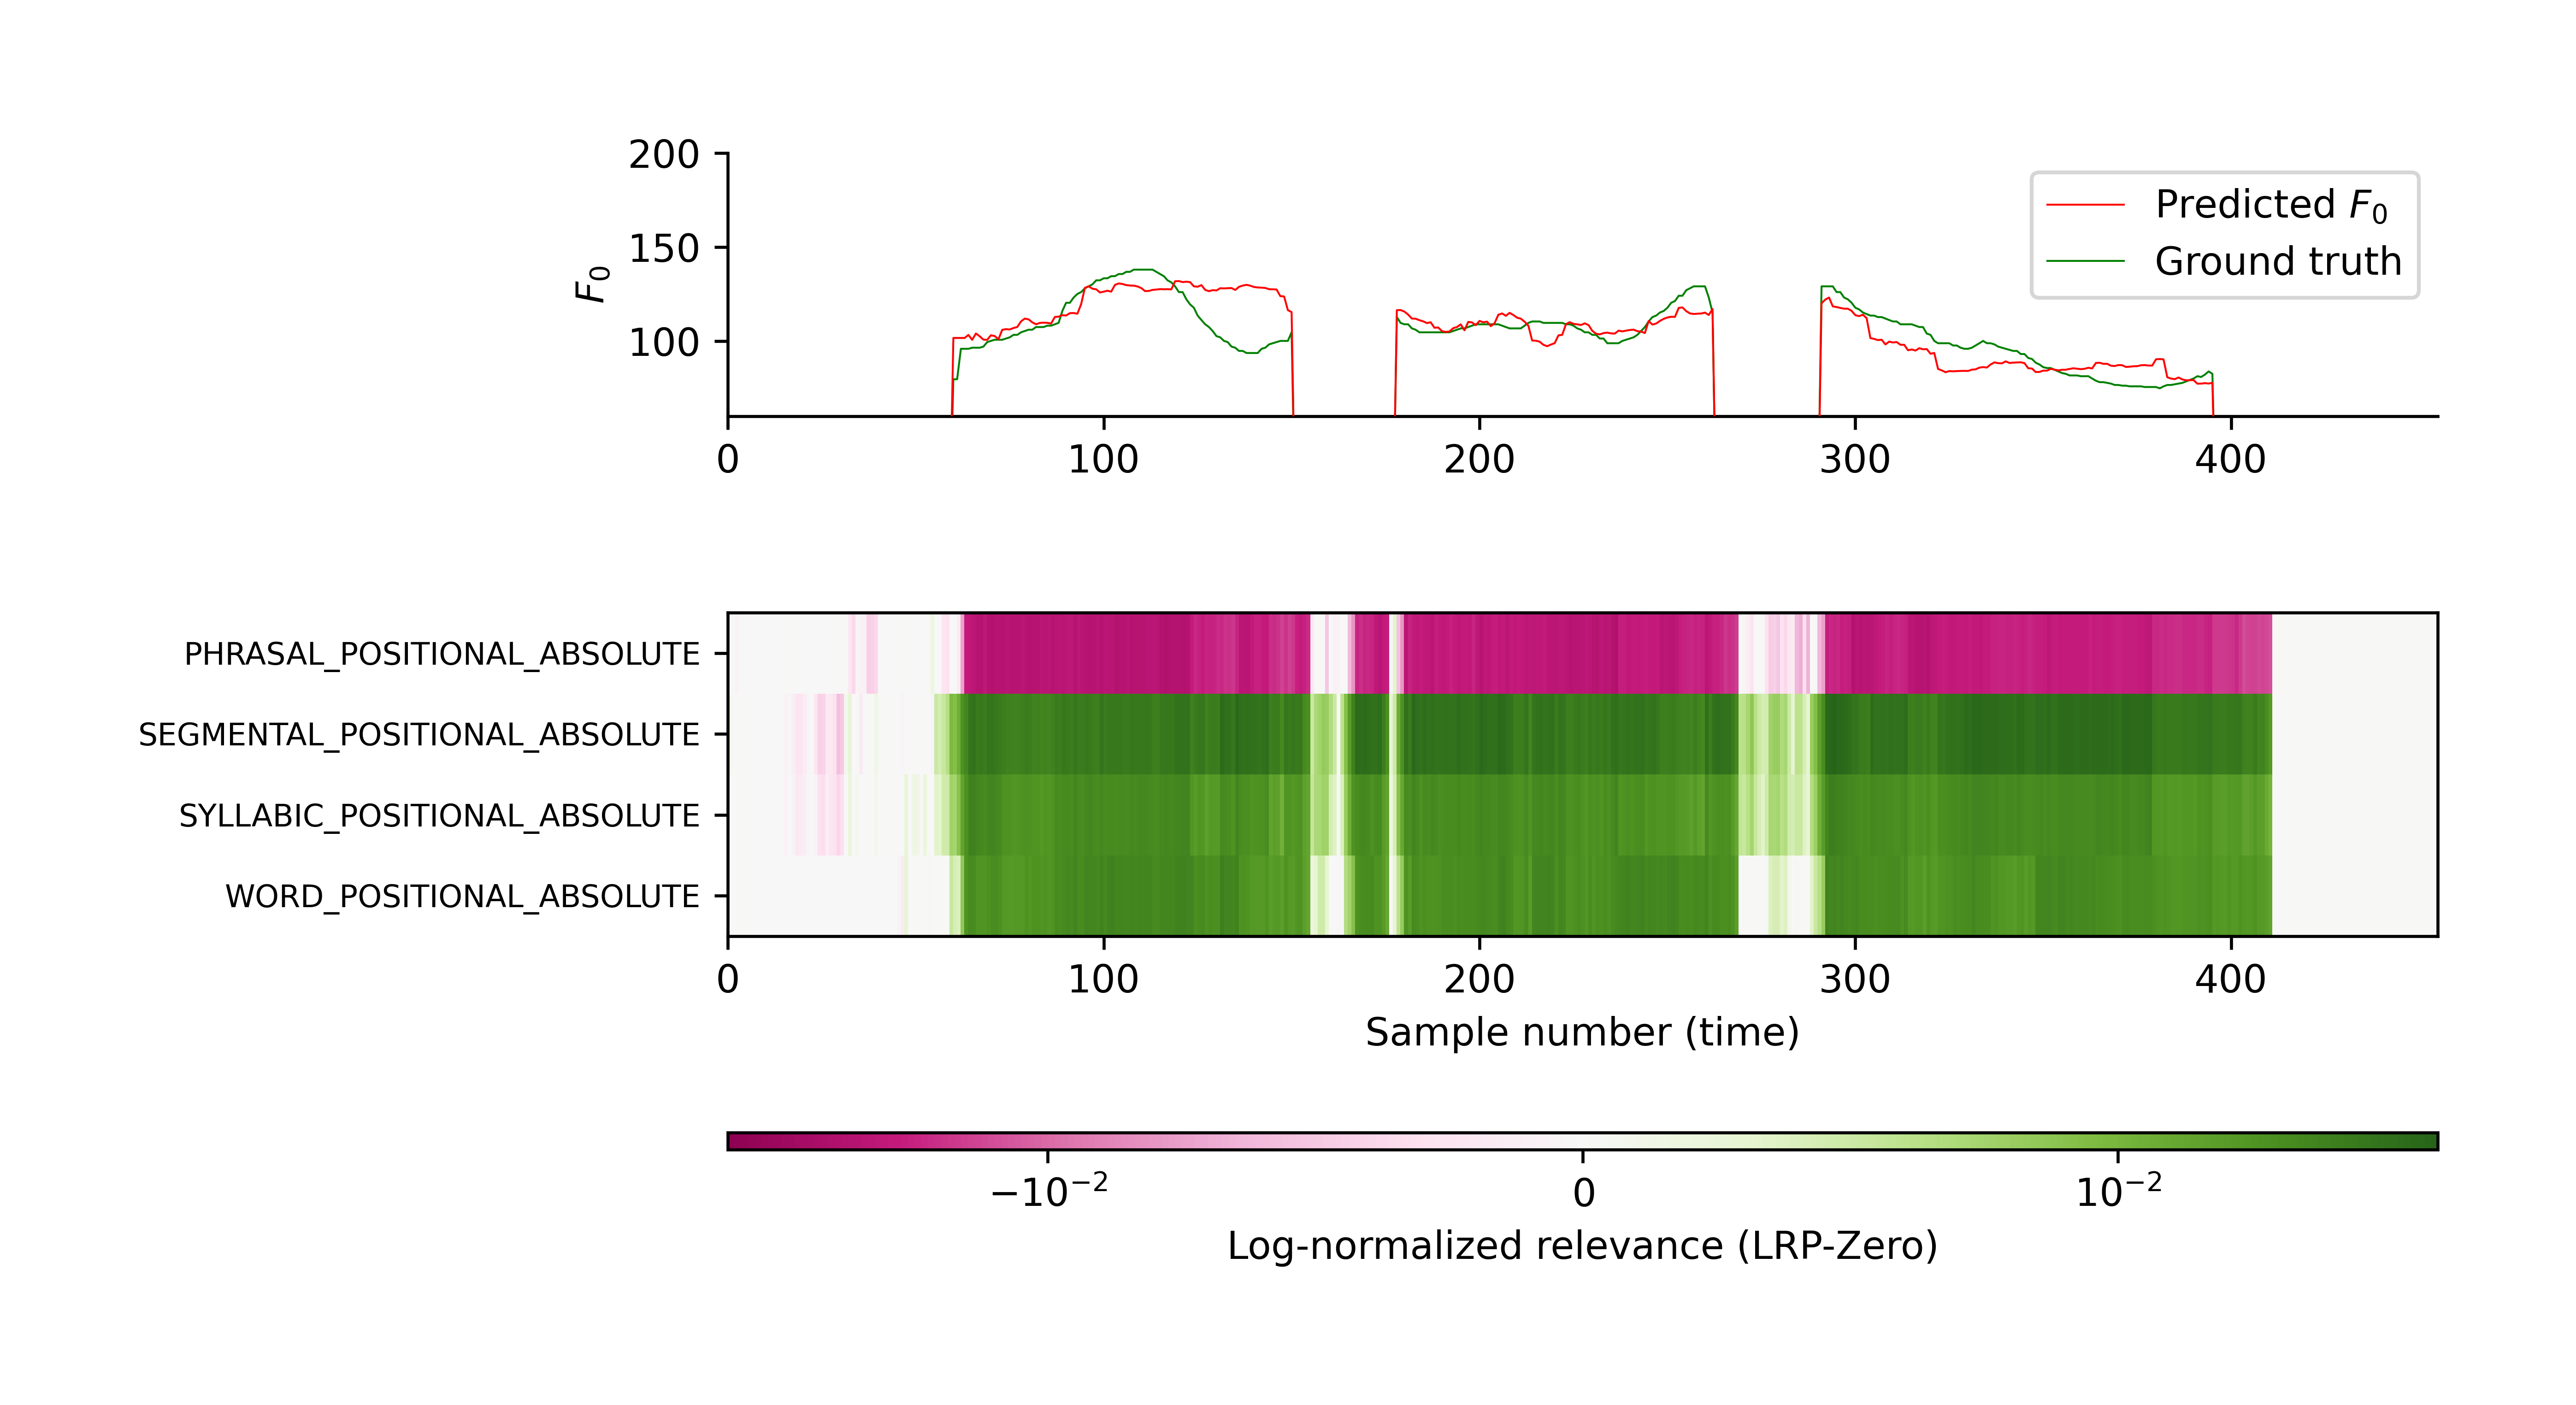 200
150
100
F₀
Predicted F₀
Ground truth
0 100 200 300 400
PHRASAL_POSITIONAL_ABSOLUTE
SEGMENTAL_POSITIONAL_ABSOLUTE
SYLLABIC_POSITIONAL_ABSOLUTE
WORD_POSITIONAL_ABSOLUTE
0 100 200 300 400
Sample number (time)
−10⁻² 0 10⁻²
Log-normalized relevance (LRP-Zero)